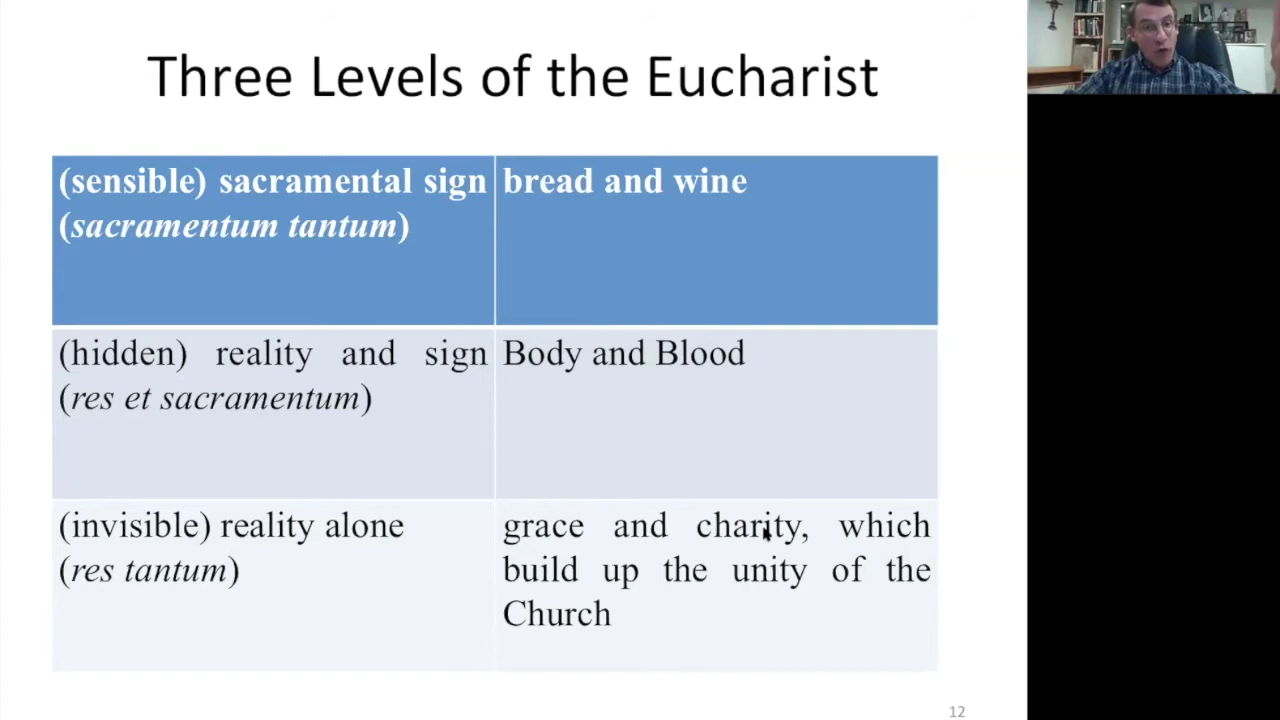 Three Levels of the Eucharist
(sensible) sacramental sign
(sacramentum tantum)
bread and wine
(hidden) reality and sign
(res et sacramentum)
Body and Blood
(invisible) reality alone
(res tantum)
grace and charity, which
build up the unity of the
Church
12